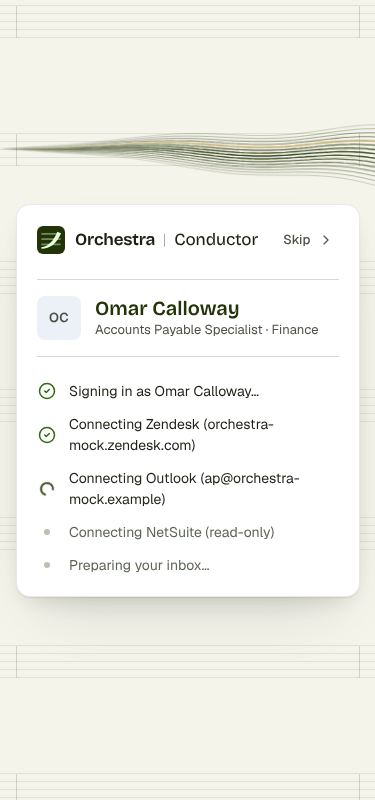 Orchestra | Conductor
Skip
OC
Omar Calloway
Accounts Payable Specialist · Finance
Signing in as Omar Calloway…
Connecting Zendesk (orchestra-
mock.zendesk.com)
Connecting Outlook (ap@orchestra-
mock.example)
Connecting NetSuite (read-only)
Preparing your inbox…